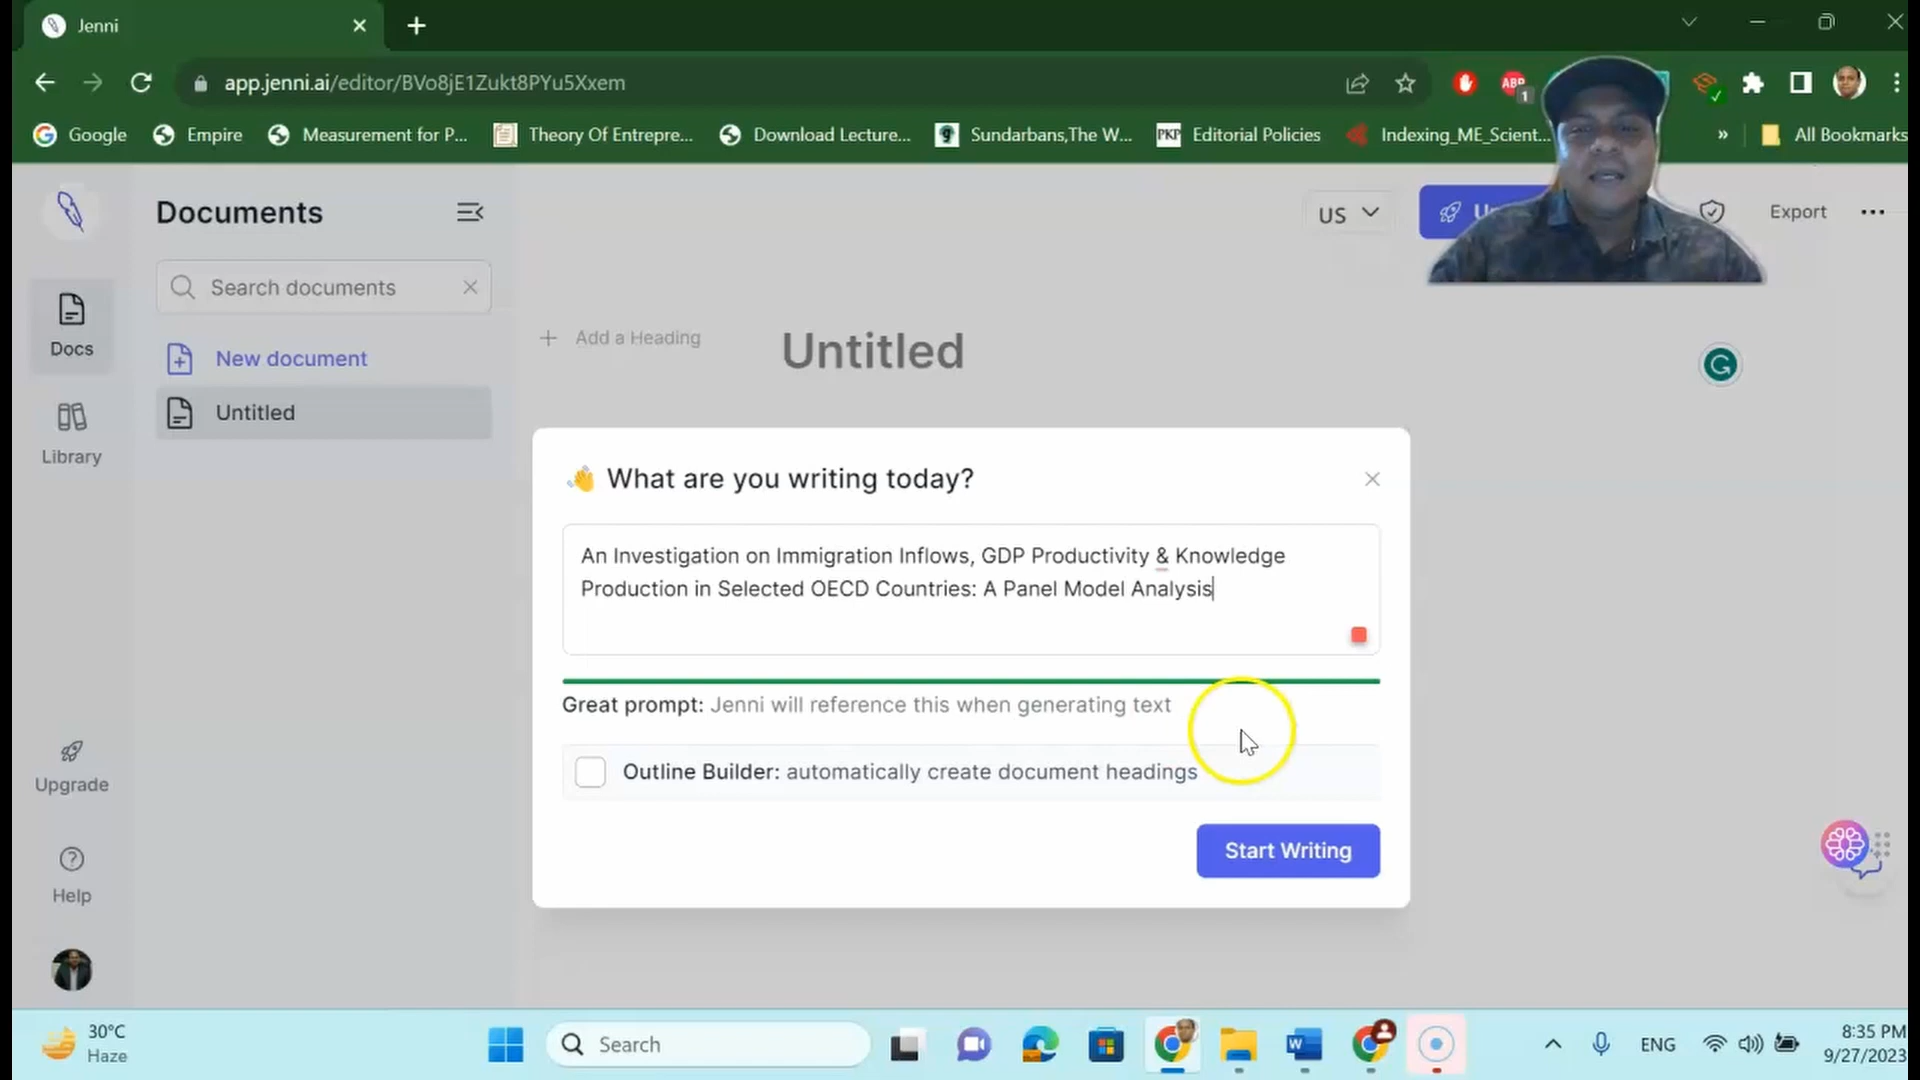 Jenni
app.jenni.ai/editor/BVo8jE1Zukt8PYu5Xxem
ABP
1
Google
Empire
Measurement for P...
Theory Of Entrepre...
Download Lecture...
Sundarbans,The W...
PKP
Editorial Policies
Indexing_ME_Scient...
»
All Bookmarks
Documents
US
Export
Search documents
Docs
New document
Add a Heading
Untitled
Untitled
Library
👋 What are you writing today?
An Investigation on Immigration Inflows, GDP Productivity & Knowledge
Production in Selected OECD Countries: A Panel Model Analysis
Great prompt: Jenni will reference this when generating text
Outline Builder: automatically create document headings
Upgrade
Start Writing
Help
30°C
Haze
Search
ENG
8:35 PM
9/27/2023